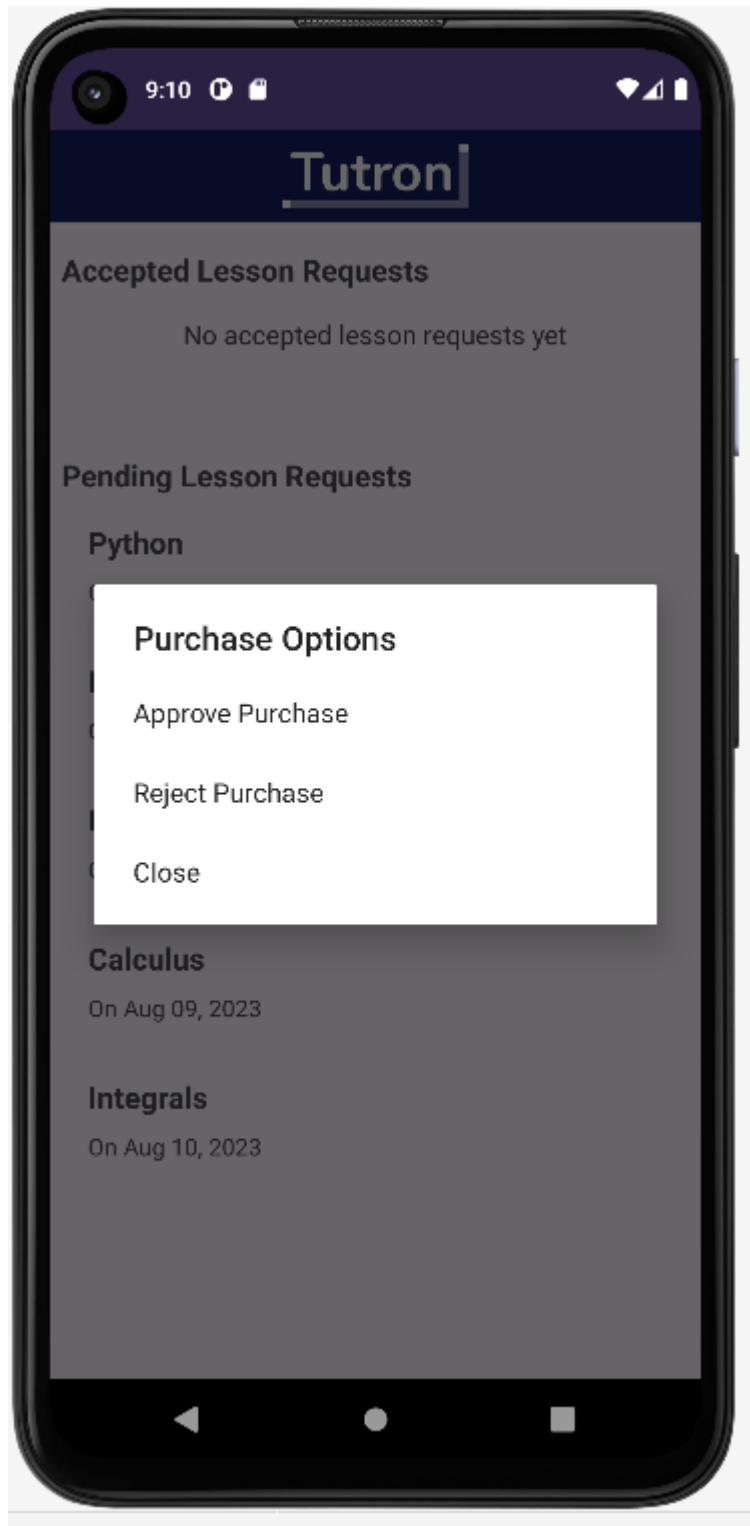 9:10
Tutron
Accepted Lesson Requests
No accepted lesson requests yet
Pending Lesson Requests
Python
Purchase Options
Approve Purchase
Reject Purchase
Close
Calculus
On Aug 09, 2023
Integrals
On Aug 10, 2023